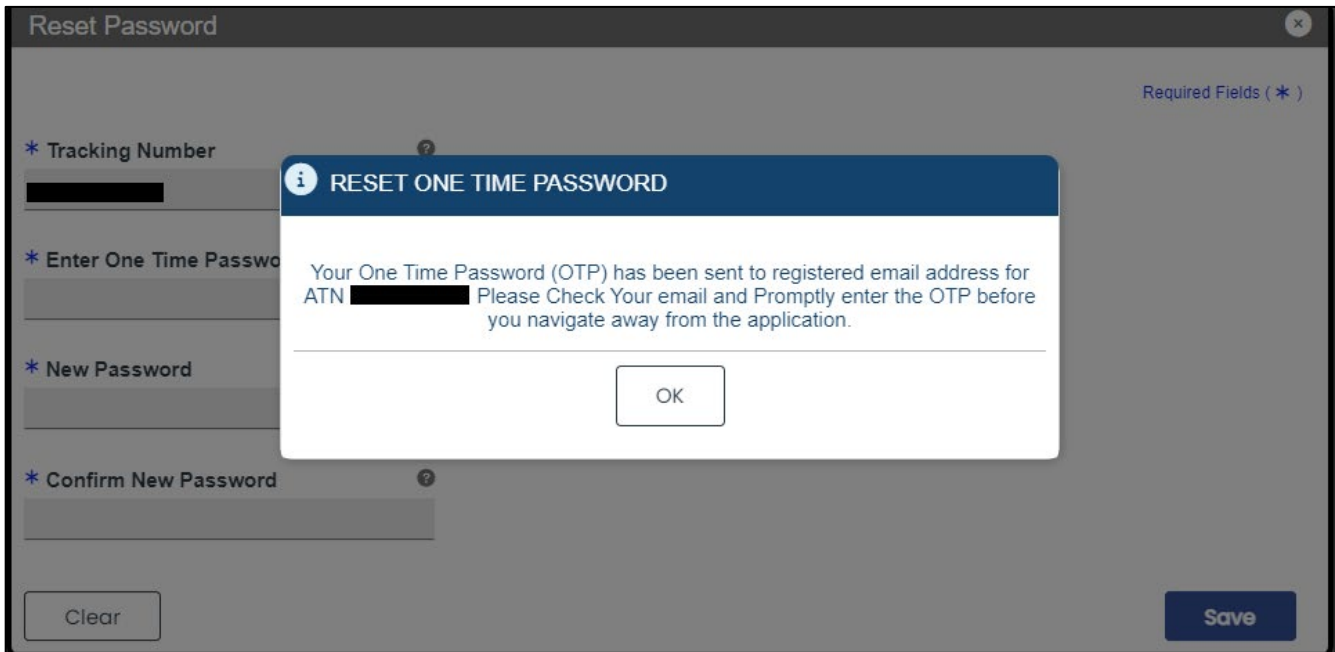 Reset Password
Required Fields ( * )
* Tracking Number
RESET ONE TIME PASSWORD
* Enter One Time Passwo
Your One Time Password (OTP) has been sent to registered email address for
ATN Please Check Your email and Promptly enter the OTP before
you navigate away from the application.
* New Password
OK
* Confirm New Password
Clear
Save